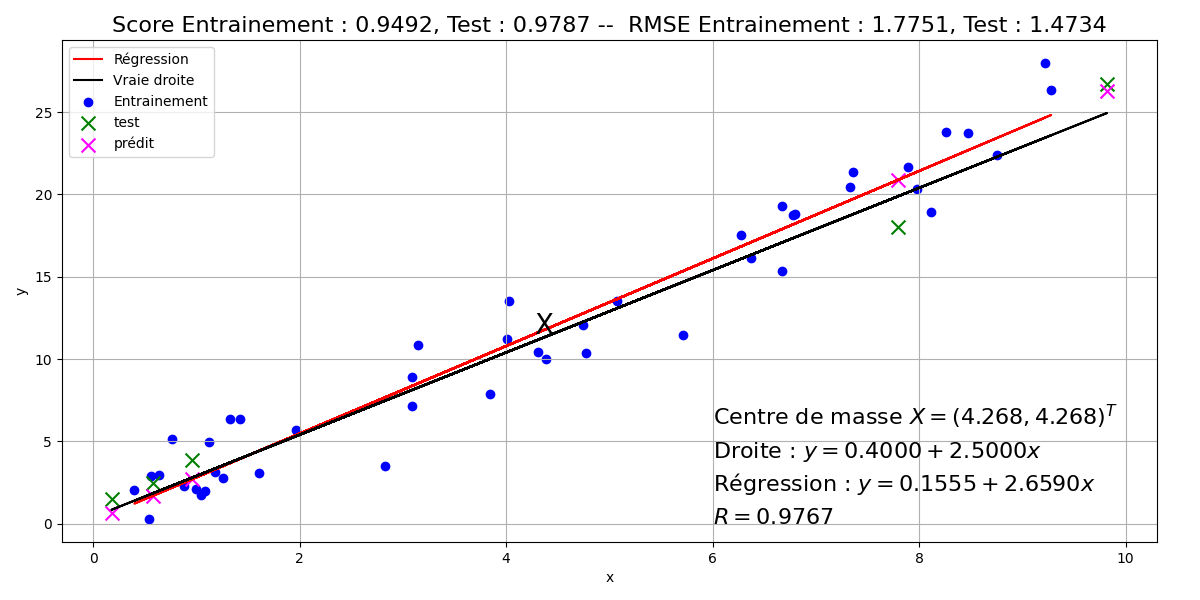 Score Entrainement : 0.9492, Test : 0.9787 -- RMSE Entrainement : 1.7751, Test : 1.4734
Régression
Vraie droite
Entrainement
test
prédit
25
20
15
10
5
0
y
X
Centre de masse X = (4.268, 4.268)^T
Droite : y = 0.4000 + 2.5000x
Régression : y = 0.1555 + 2.6590x
R = 0.9767
0 2 4 6 8 10
x